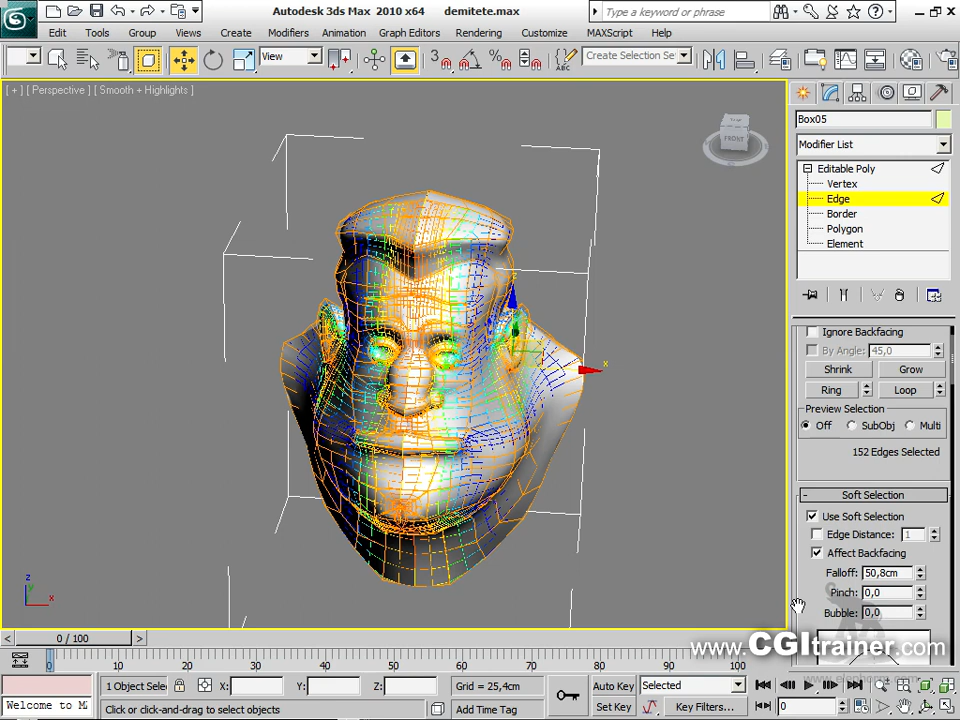 Autodesk 3ds Max 2010 x64 demitete.max
Type a keyword or phrase
Edit Tools Group Views Create Modifiers Animation Graph Editors Rendering Customize MAXScript Help
View
Create Selection Se
[ + ] [ Perspective ] [ Smooth + Highlights ]
FRONT
Box05
Modifier List
Editable Poly
Vertex
Edge
Border
Polygon
Element
Ignore Backfacing
By Angle: 45,0
Shrink Grow
Ring Loop
Preview Selection
Off SubObj Multi
152 Edges Selected
- Soft Selection
Use Soft Selection
Edge Distance: 1
Affect Backfacing
Falloff: 50,8cm
Pinch: 0,0
Bubble: 0,0
x
z
y
x
www.CGItrainer.com
< 0 / 100 >
0 10 20 30 40 50 60 70 80 90 100
1 Object Selec X: Y: Z: Grid = 25,4cm Auto Key Selected
Welcome to MA Click or click-and-drag to select objects Add Time Tag Set Key Key Filters... 0